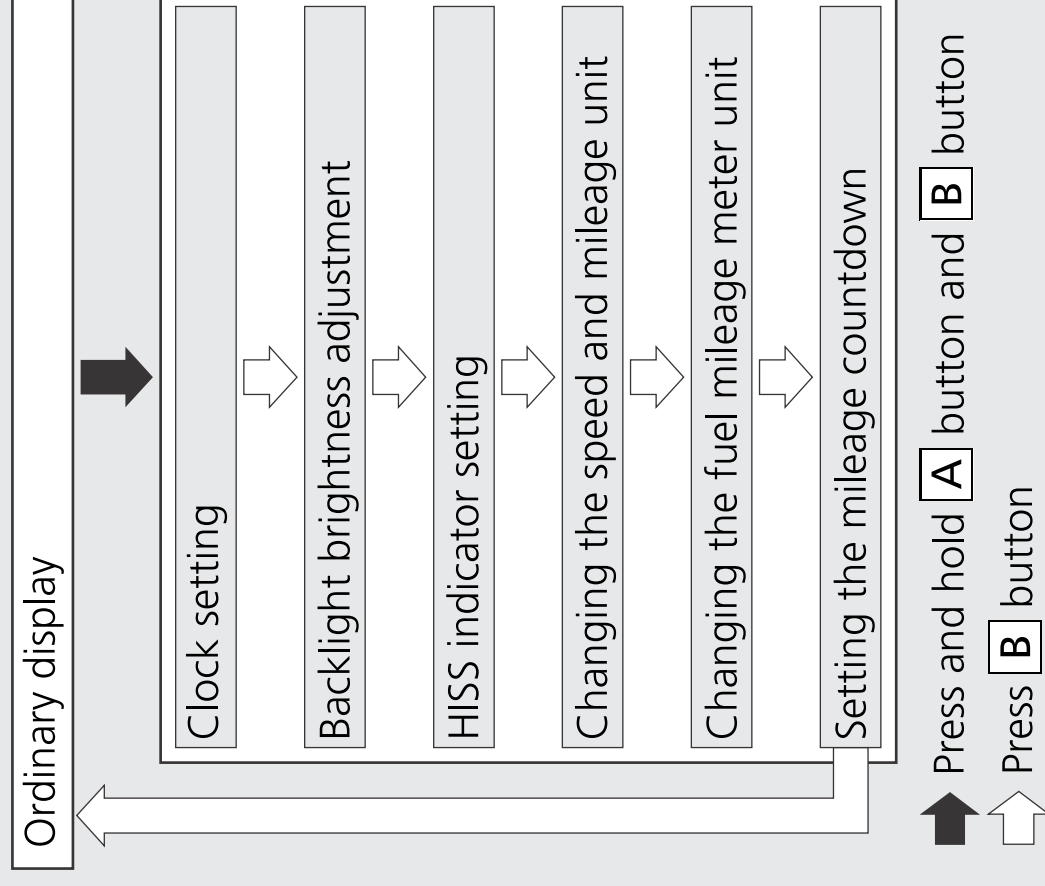 Ordinary display
Clock setting
Backlight brightness adjustment
HISS indicator setting
Changing the speed and mileage unit
Changing the fuel mileage meter unit
Setting the mileage countdown
Press and hold A button and B button
Press B button